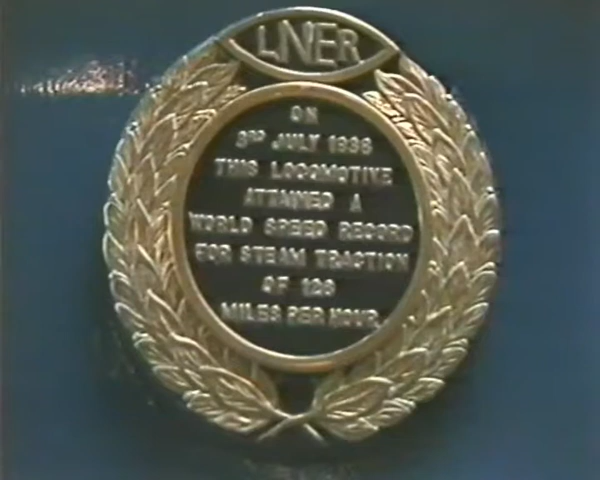 LNER
ON
3RD JULY 1938
THIS LOCOMOTIVE
ATTAINED A
WORLD SPEED RECORD
FOR STEAM TRACTION
OF 126
MILES PER HOUR